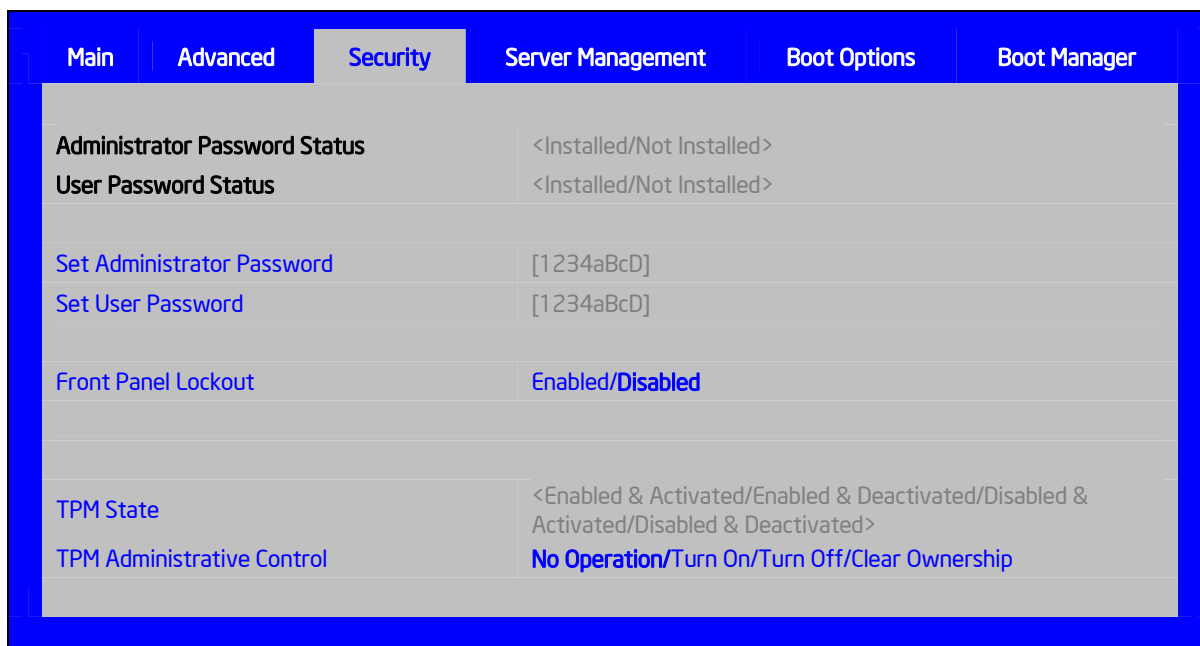 Main Advanced Security Server Management Boot Options Boot Manager
Administrator Password Status <Installed/Not Installed>
User Password Status <Installed/Not Installed>
Set Administrator Password [1234aBcD]
Set User Password [1234aBcD]
Front Panel Lockout Enabled/Disabled
TPM State <Enabled & Activated/Enabled & Deactivated/Disabled &
Activated/Disabled & Deactivated>
TPM Administrative Control No Operation/Turn On/Turn Off/Clear Ownership